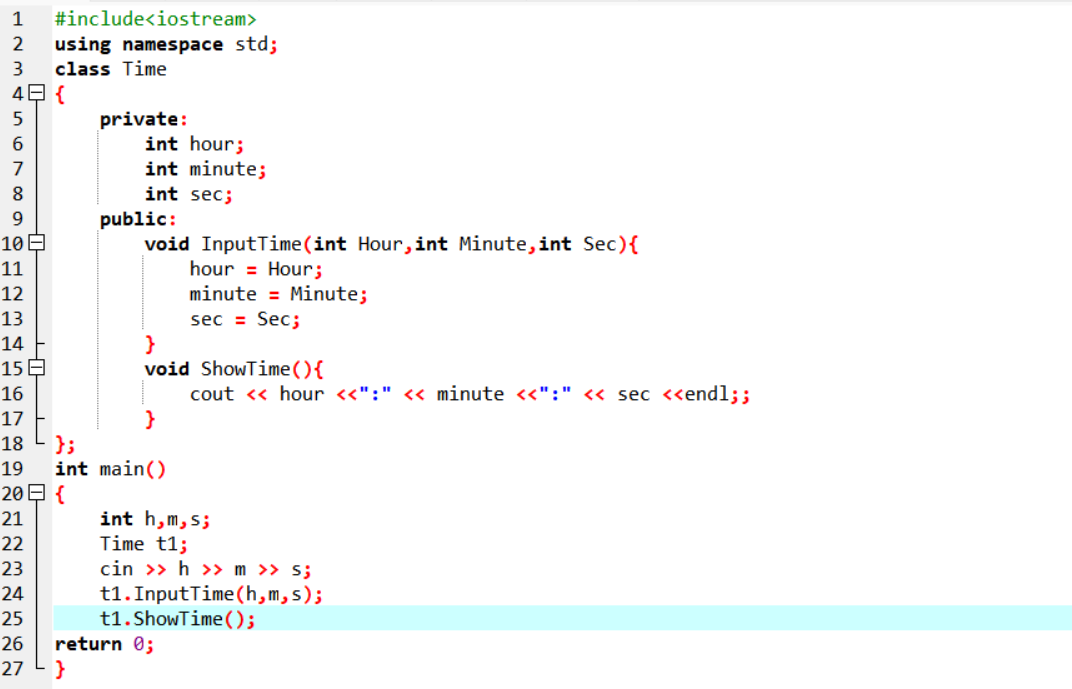 1 #include<iostream>
2 using namespace std;
3 class Time
4 {
5 private:
6 int hour;
7 int minute;
8 int sec;
9 public:
10 void InputTime(int Hour,int Minute,int Sec){
11 hour = Hour;
12 minute = Minute;
13 sec = Sec;
14 }
15 void ShowTime(){
16 cout << hour <<":" << minute <<":" << sec <<endl;;
17 }
18 };
19 int main()
20 {
21 int h,m,s;
22 Time t1;
23 cin >> h >> m >> s;
24 t1.InputTime(h,m,s);
25 t1.ShowTime();
26 return 0;
27 }